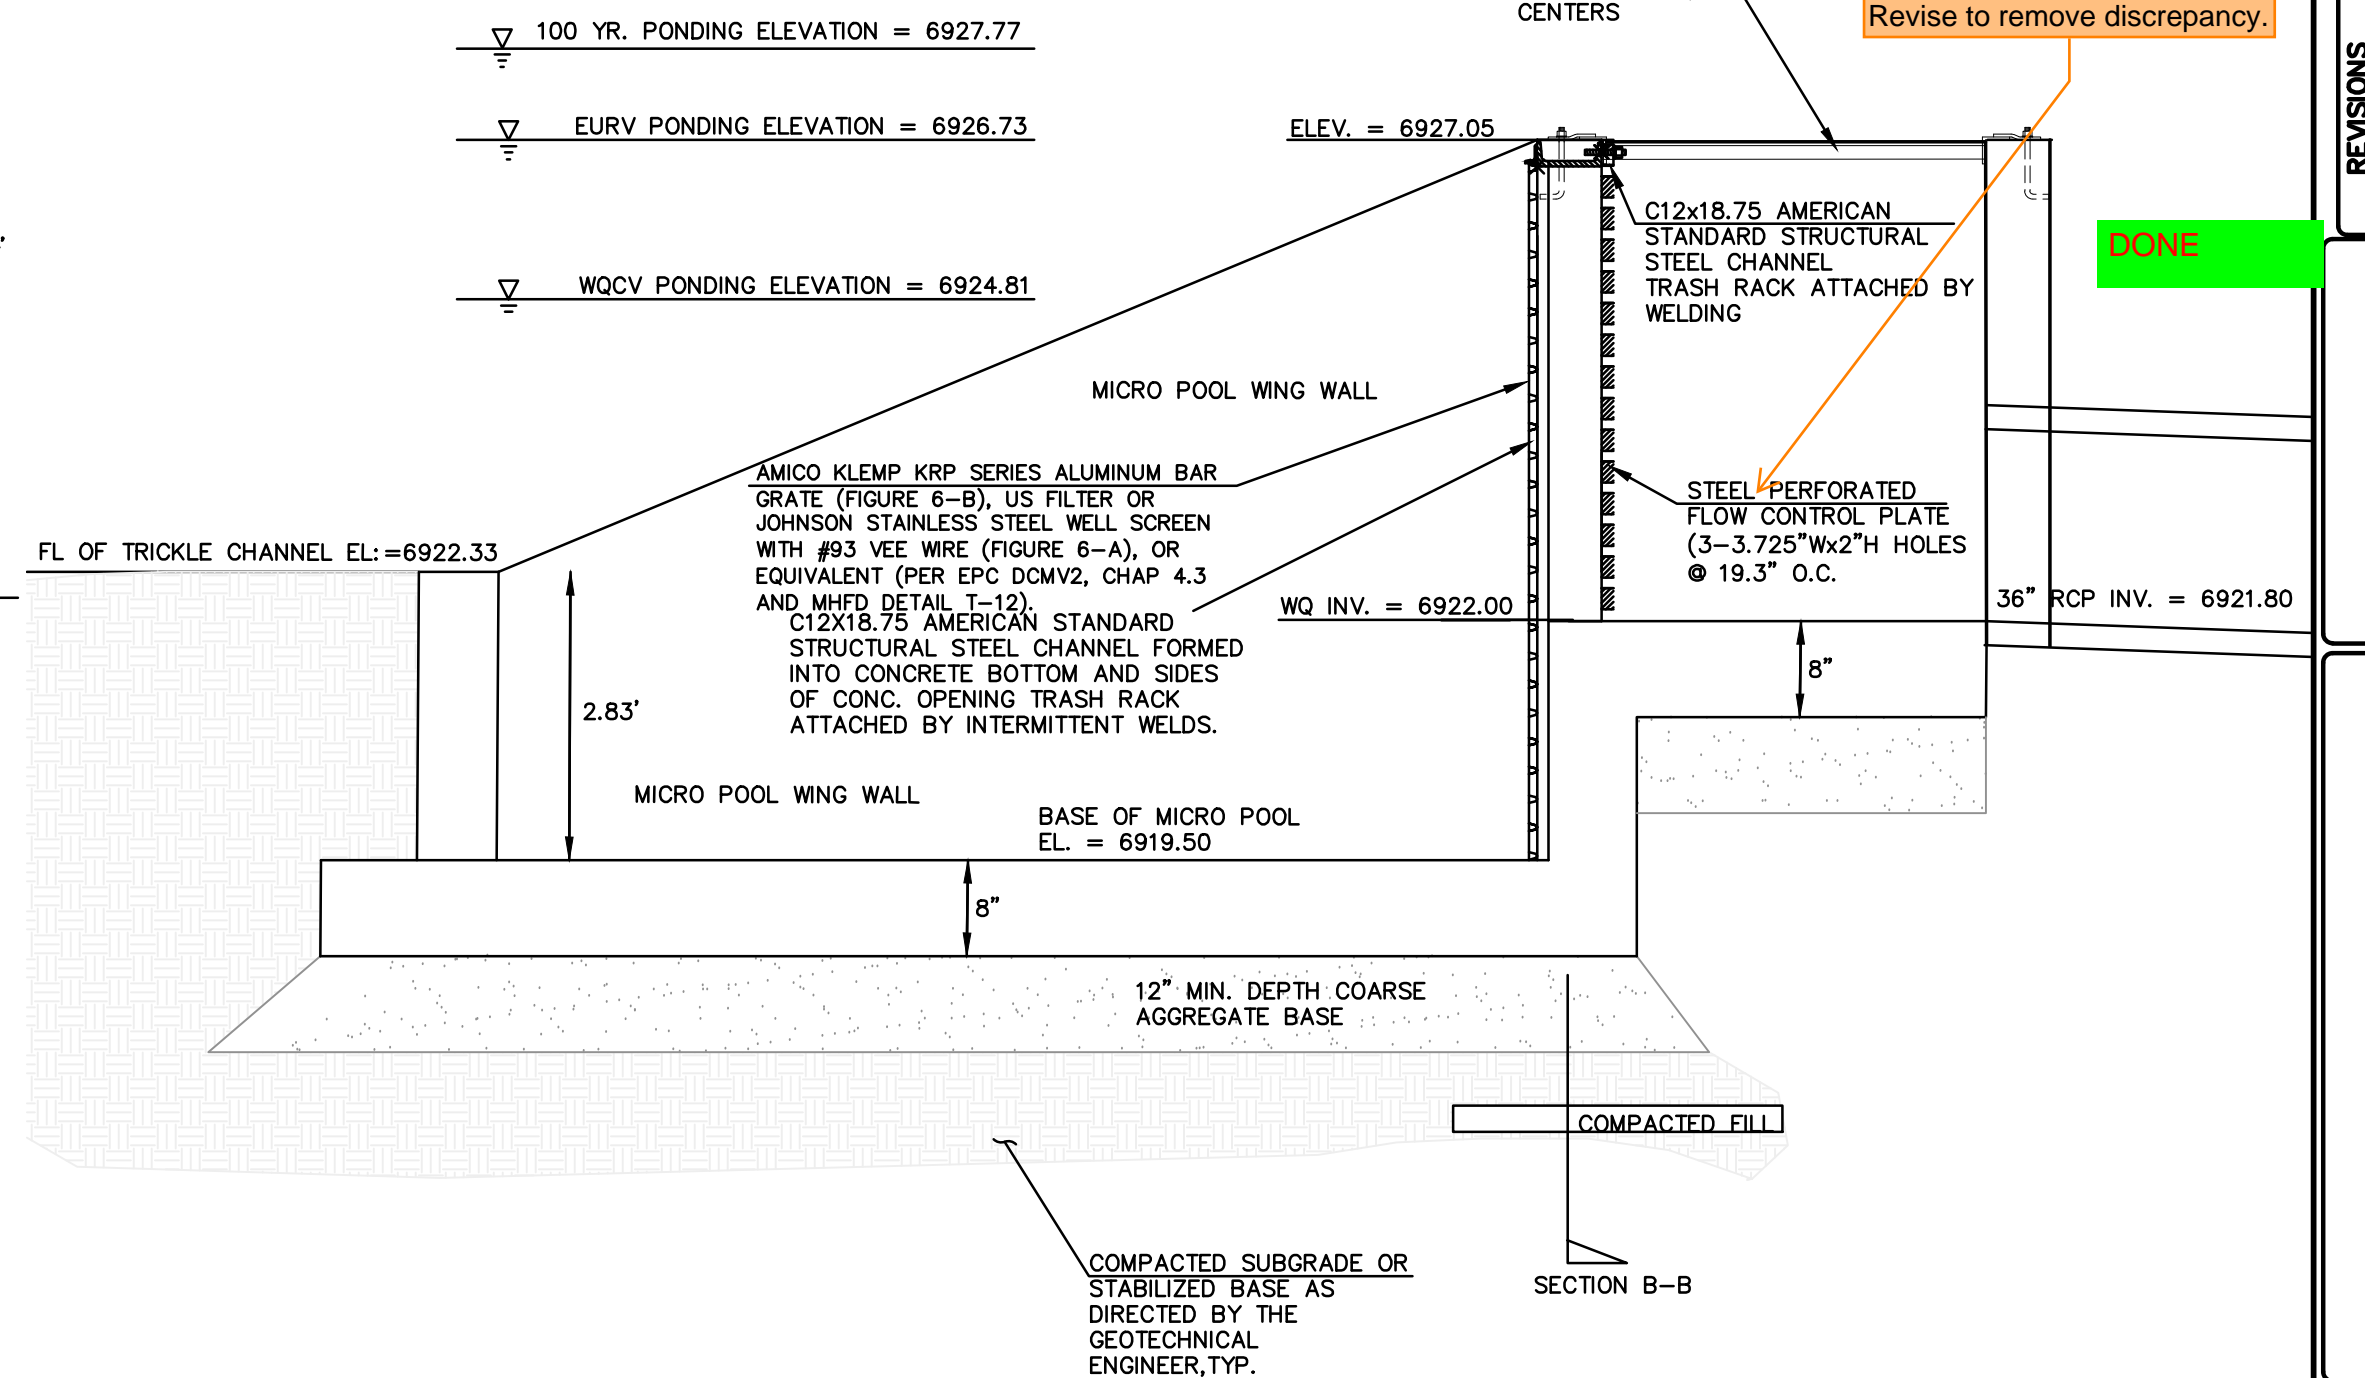 CENTERS
Revise to remove discrepancy.
REVISIONS
100 YR. PONDING ELEVATION = 6927.77
EURV PONDING ELEVATION = 6926.73
ELEV. = 6927.05
C12x18.75 AMERICAN
STANDARD STRUCTURAL
STEEL CHANNEL
TRASH RACK ATTACHED BY
WELDING
DONE
WQCV PONDING ELEVATION = 6924.81
MICRO POOL WING WALL
AMICO KLEMP KRP SERIES ALUMINUM BAR
GRATE (FIGURE 6-B), US FILTER OR
JOHNSON STAINLESS STEEL WELL SCREEN
WITH #93 VEE WIRE (FIGURE 6-A), OR
EQUIVALENT (PER EPC DCMV2, CHAP 4.3
AND MHFD DETAIL T-12).
STEEL PERFORATED
FLOW CONTROL PLATE
(3-3.725"Wx2"H HOLES
@ 19.3" O.C.
FL OF TRICKLE CHANNEL EL:=6922.33
WQ INV. = 6922.00
36" RCP INV. = 6921.80
C12X18.75 AMERICAN STANDARD
STRUCTURAL STEEL CHANNEL FORMED
INTO CONCRETE BOTTOM AND SIDES
OF CONC. OPENING TRASH RACK
ATTACHED BY INTERMITTENT WELDS.
8"
2.83'
MICRO POOL WING WALL
BASE OF MICRO POOL
EL. = 6919.50
8"
12" MIN. DEPTH COARSE
AGGREGATE BASE
COMPACTED FILL
COMPACTED SUBGRADE OR
STABILIZED BASE AS
DIRECTED BY THE
GEOTECHNICAL
ENGINEER,TYP.
SECTION B-B